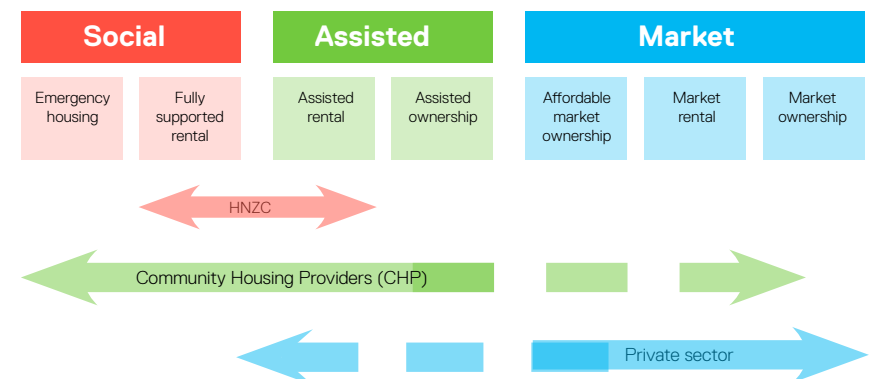 Social
Assisted
Market
Emergency
housing
Fully
supported
rental
Assisted
rental
Assisted
ownership
Affordable
market
ownership
Market
rental
Market
ownership
HNZC
Community Housing Providers (CHP)
Private sector